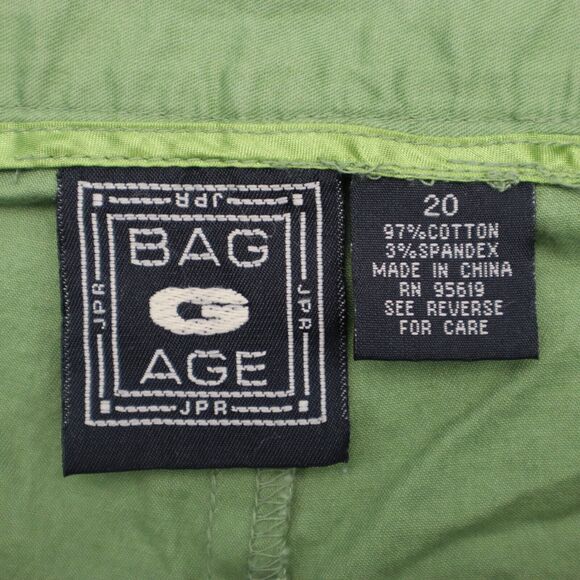 JPR
BAG
JPR
G
JPR
AGE
JPR
20
97%COTTON
3%SPANDEX
MADE IN CHINA
RN 95619
SEE REVERSE
FOR CARE